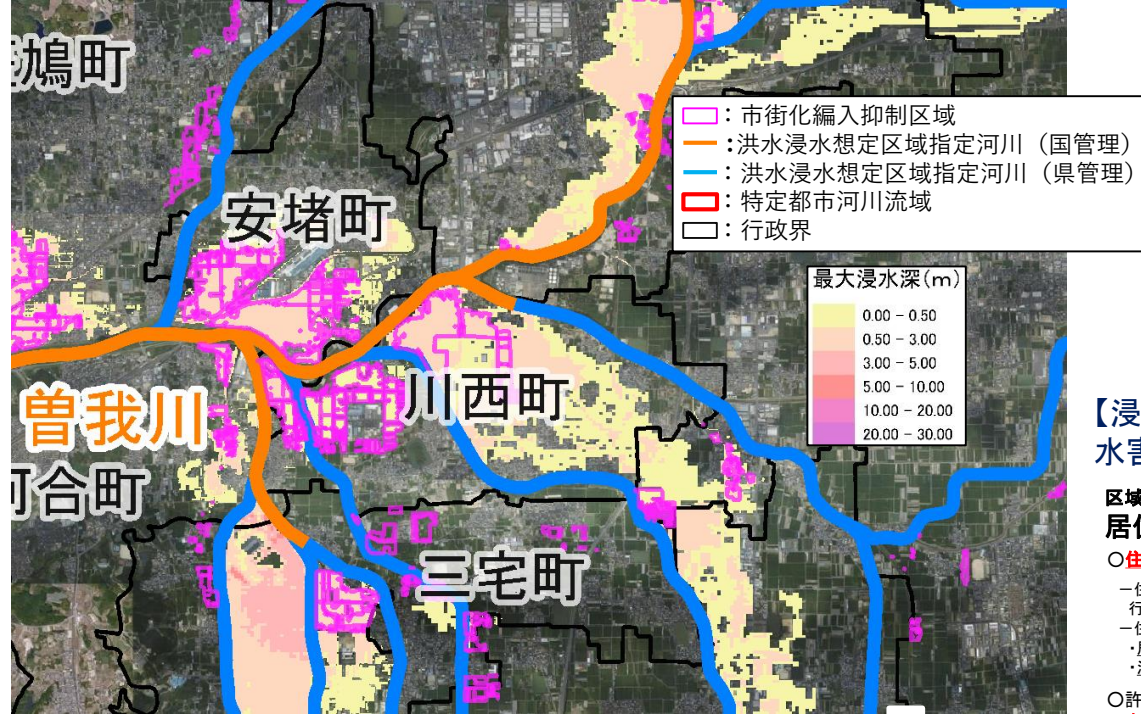 鳩町
：市街化編入抑制区域
：洪水浸水想定区域指定河川（国管理）
：洪水浸水想定区域指定河川（県管理）
：特定都市河川流域
：行政界
安堵町
最大浸水深(m)
0.00 – 0.50
0.50 – 3.00
3.00 – 5.00
5.00 – 10.00
10.00 – 20.00
20.00 – 30.00
川西町
曽我川
【浸
水害
河合町
区域
三宅町
○住
○許